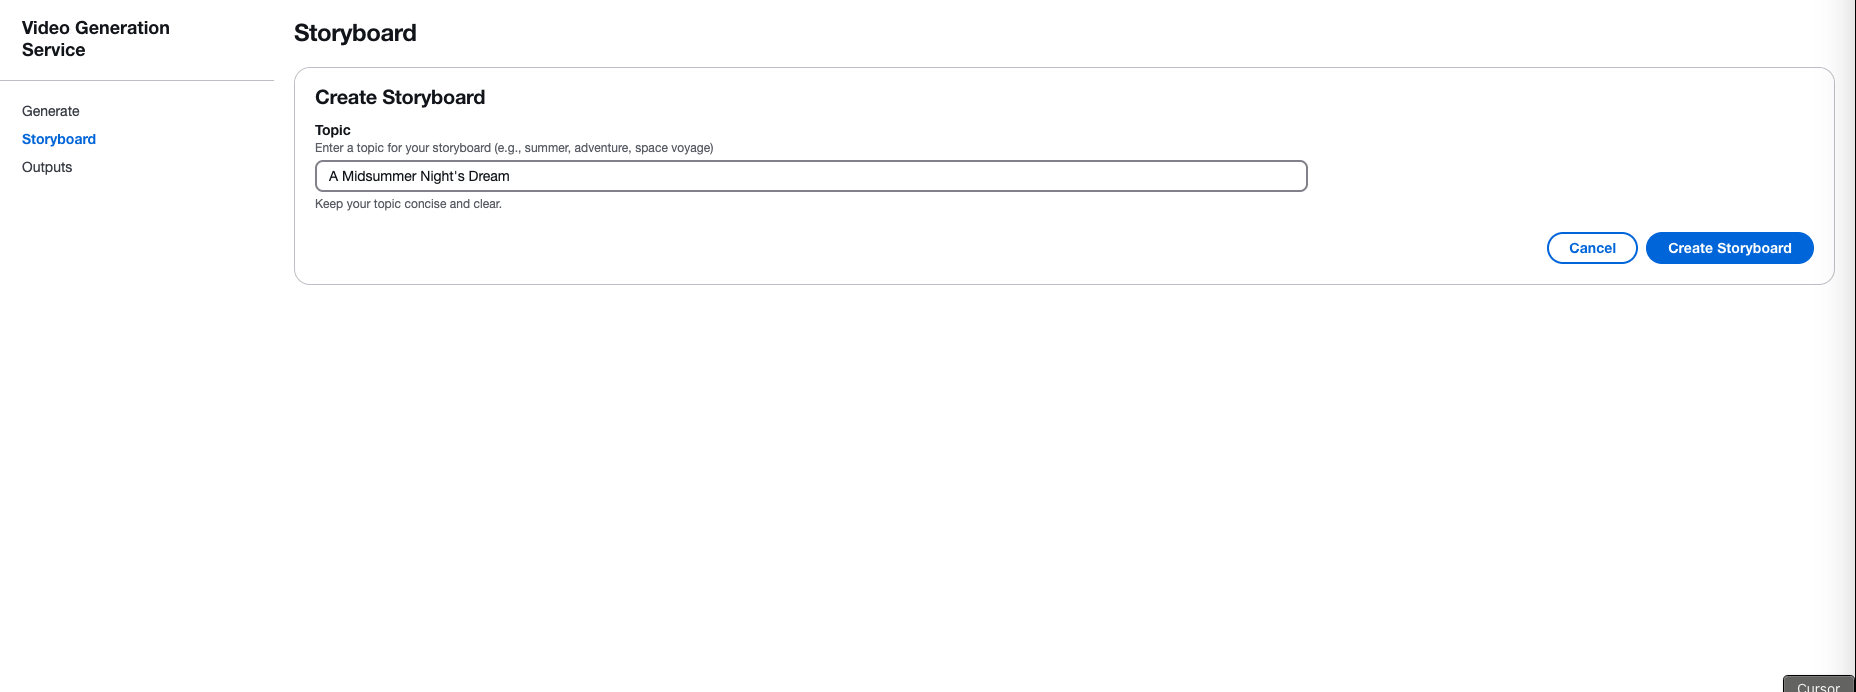 Video Generation
Service
Generate
Storyboard
Outputs
Storyboard
Create Storyboard
Topic
Enter a topic for your storyboard (e.g., summer, adventure, space voyage)
A Midsummer Night's Dream
Keep your topic concise and clear.
Cancel
Create Storyboard
Cursor